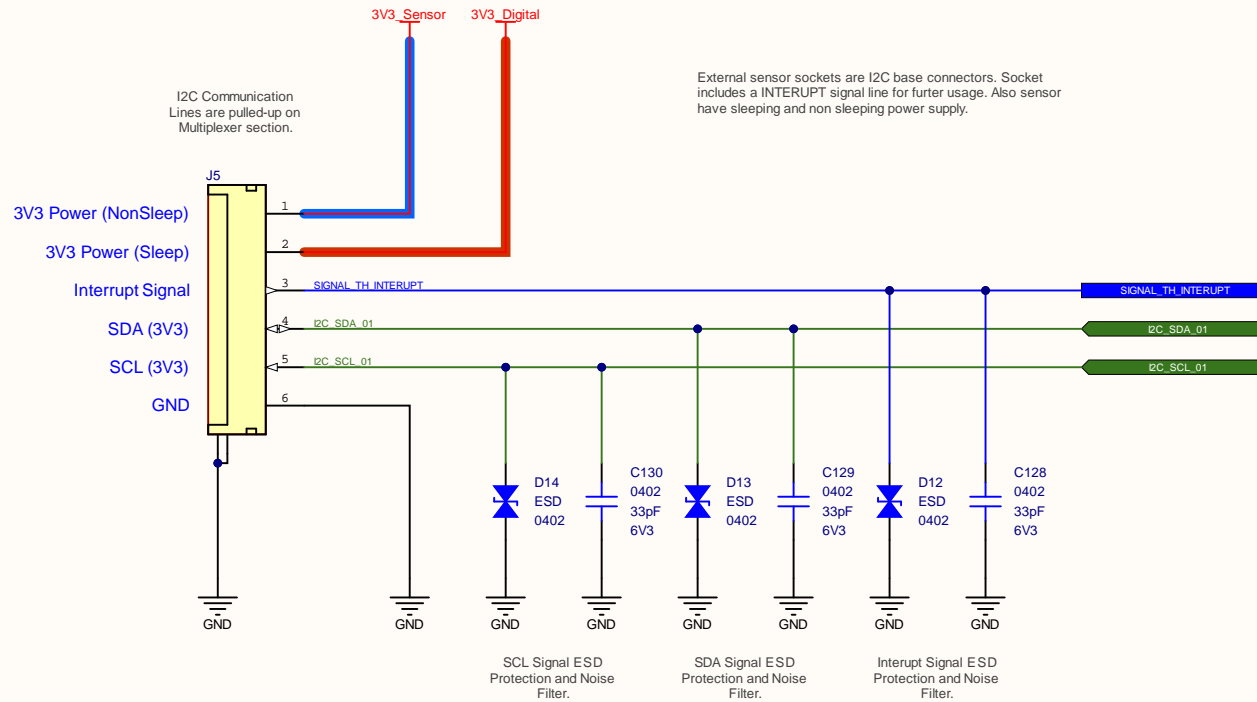 3V3_Sensor
3V3_Digital
I2C Communication
Lines are pulled-up on
Multiplexer section.
External sensor sockets are I2C base connectors. Socket
includes a INTERUPT signal line for furter usage. Also sensor
have sleeping and non sleeping power supply.
J5
3V3 Power (NonSleep)
1
3V3 Power (Sleep)
2
Interrupt Signal
3
SIGNAL_TH_INTERUPT
SIGNAL_TH_INTERUPT
SDA (3V3)
4
I2C_SDA_01
I2C_SDA_01
SCL (3V3)
5
I2C_SCL_01
I2C_SCL_01
GND
6
D14
ESD
0402
C130
0402
33pF
6V3
D13
ESD
0402
C129
0402
33pF
6V3
D12
ESD
0402
C128
0402
33pF
6V3
GND
GND
GND
GND
GND
GND
GND
GND
SCL Signal ESD
Protection and Noise
Filter.
SDA Signal ESD
Protection and Noise
Filter.
Interupt Signal ESD
Protection and Noise
Filter.